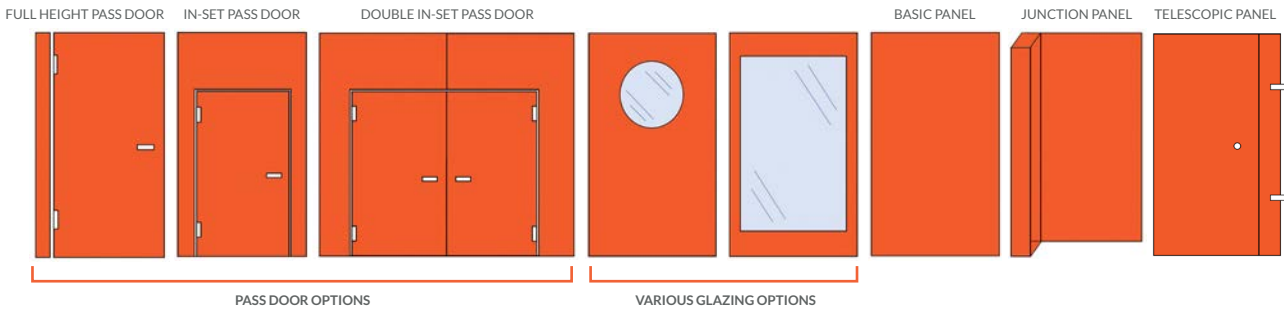 FULL HEIGHT PASS DOOR
IN-SET PASS DOOR
DOUBLE IN-SET PASS DOOR
BASIC PANEL
JUNCTION PANEL
TELESCOPIC PANEL
PASS DOOR OPTIONS
VARIOUS GLAZING OPTIONS